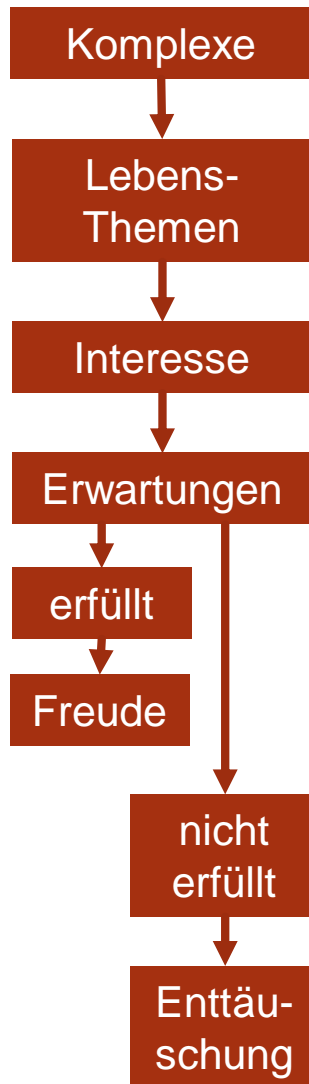 Komplexe
Lebens-
Themen
Interesse
Erwartungen
erfüllt
Freude
nicht
erfüllt
Enttäu-
schung